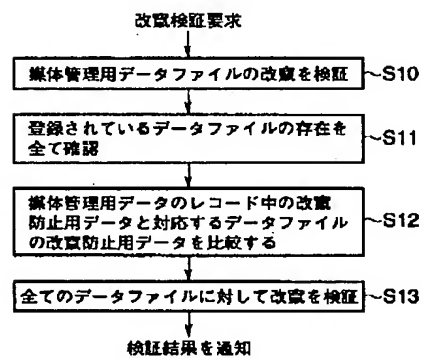 改竄検証要求
媒体管理用データファイルの改竄を検証
~S10
登録されているデータファイルの存在を
全て確認
~S11
媒体管理用データのレコード中の改竄
防止用データと対応するデータファイル
の改竄防止用データを比較する
~S12
全てのデータファイルに対して改竄を検証
~S13
検証結果を通知